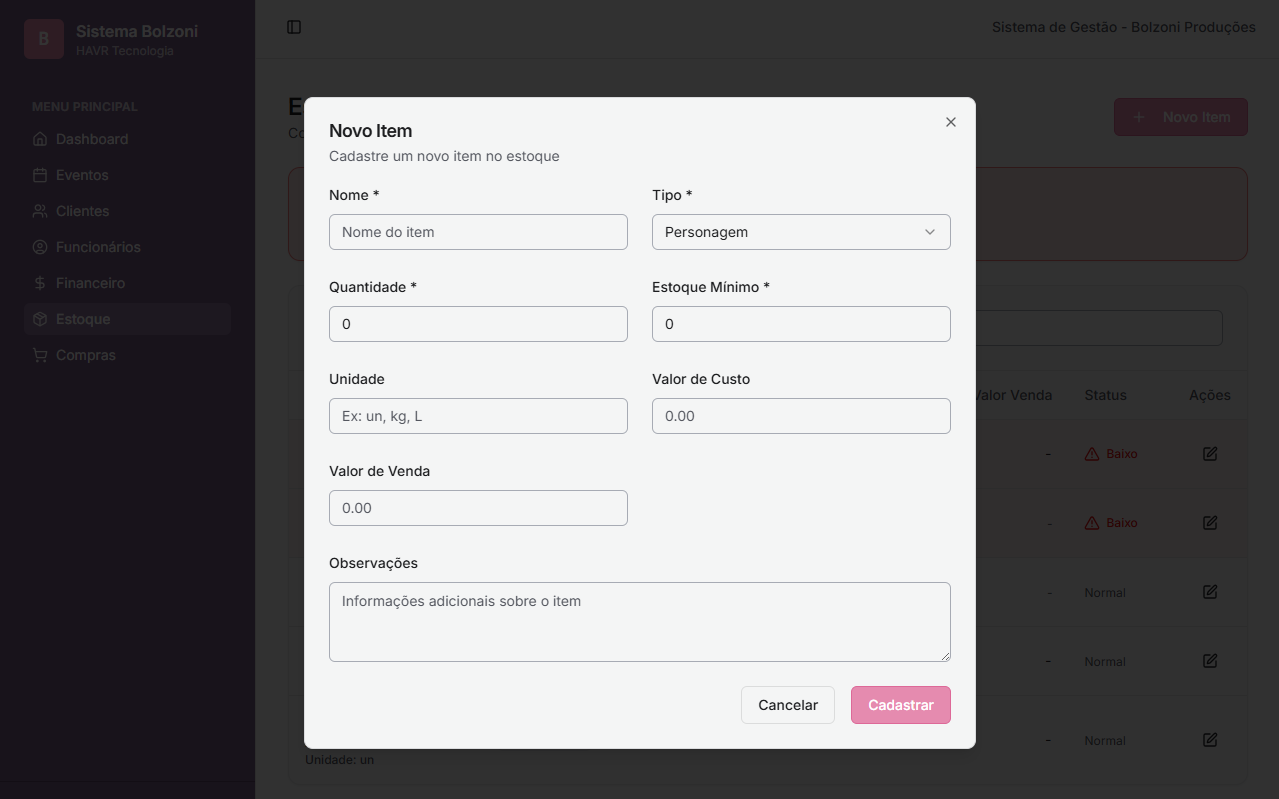 B
Sistema Bolzoni
HAVR Tecnologia
MENU PRINCIPAL
Dashboard
Eventos
Clientes
Funcionários
Financeiro
Estoque
Compras
Sistema de Gestão - Bolzoni Produções
Novo Item
Novo Item
Cadastre um novo item no estoque
Nome *
Nome do item
Tipo *
Personagem
Quantidade *
0
Estoque Mínimo *
0
Unidade
Ex: un, kg, L
Valor de Custo
0.00
Valor de Venda
0.00
Observações
Informações adicionais sobre o item
Cancelar
Cadastrar
Valor Venda
Status
Ações
-
Baixo
-
Baixo
-
Normal
-
Normal
-
Normal
Unidade: un